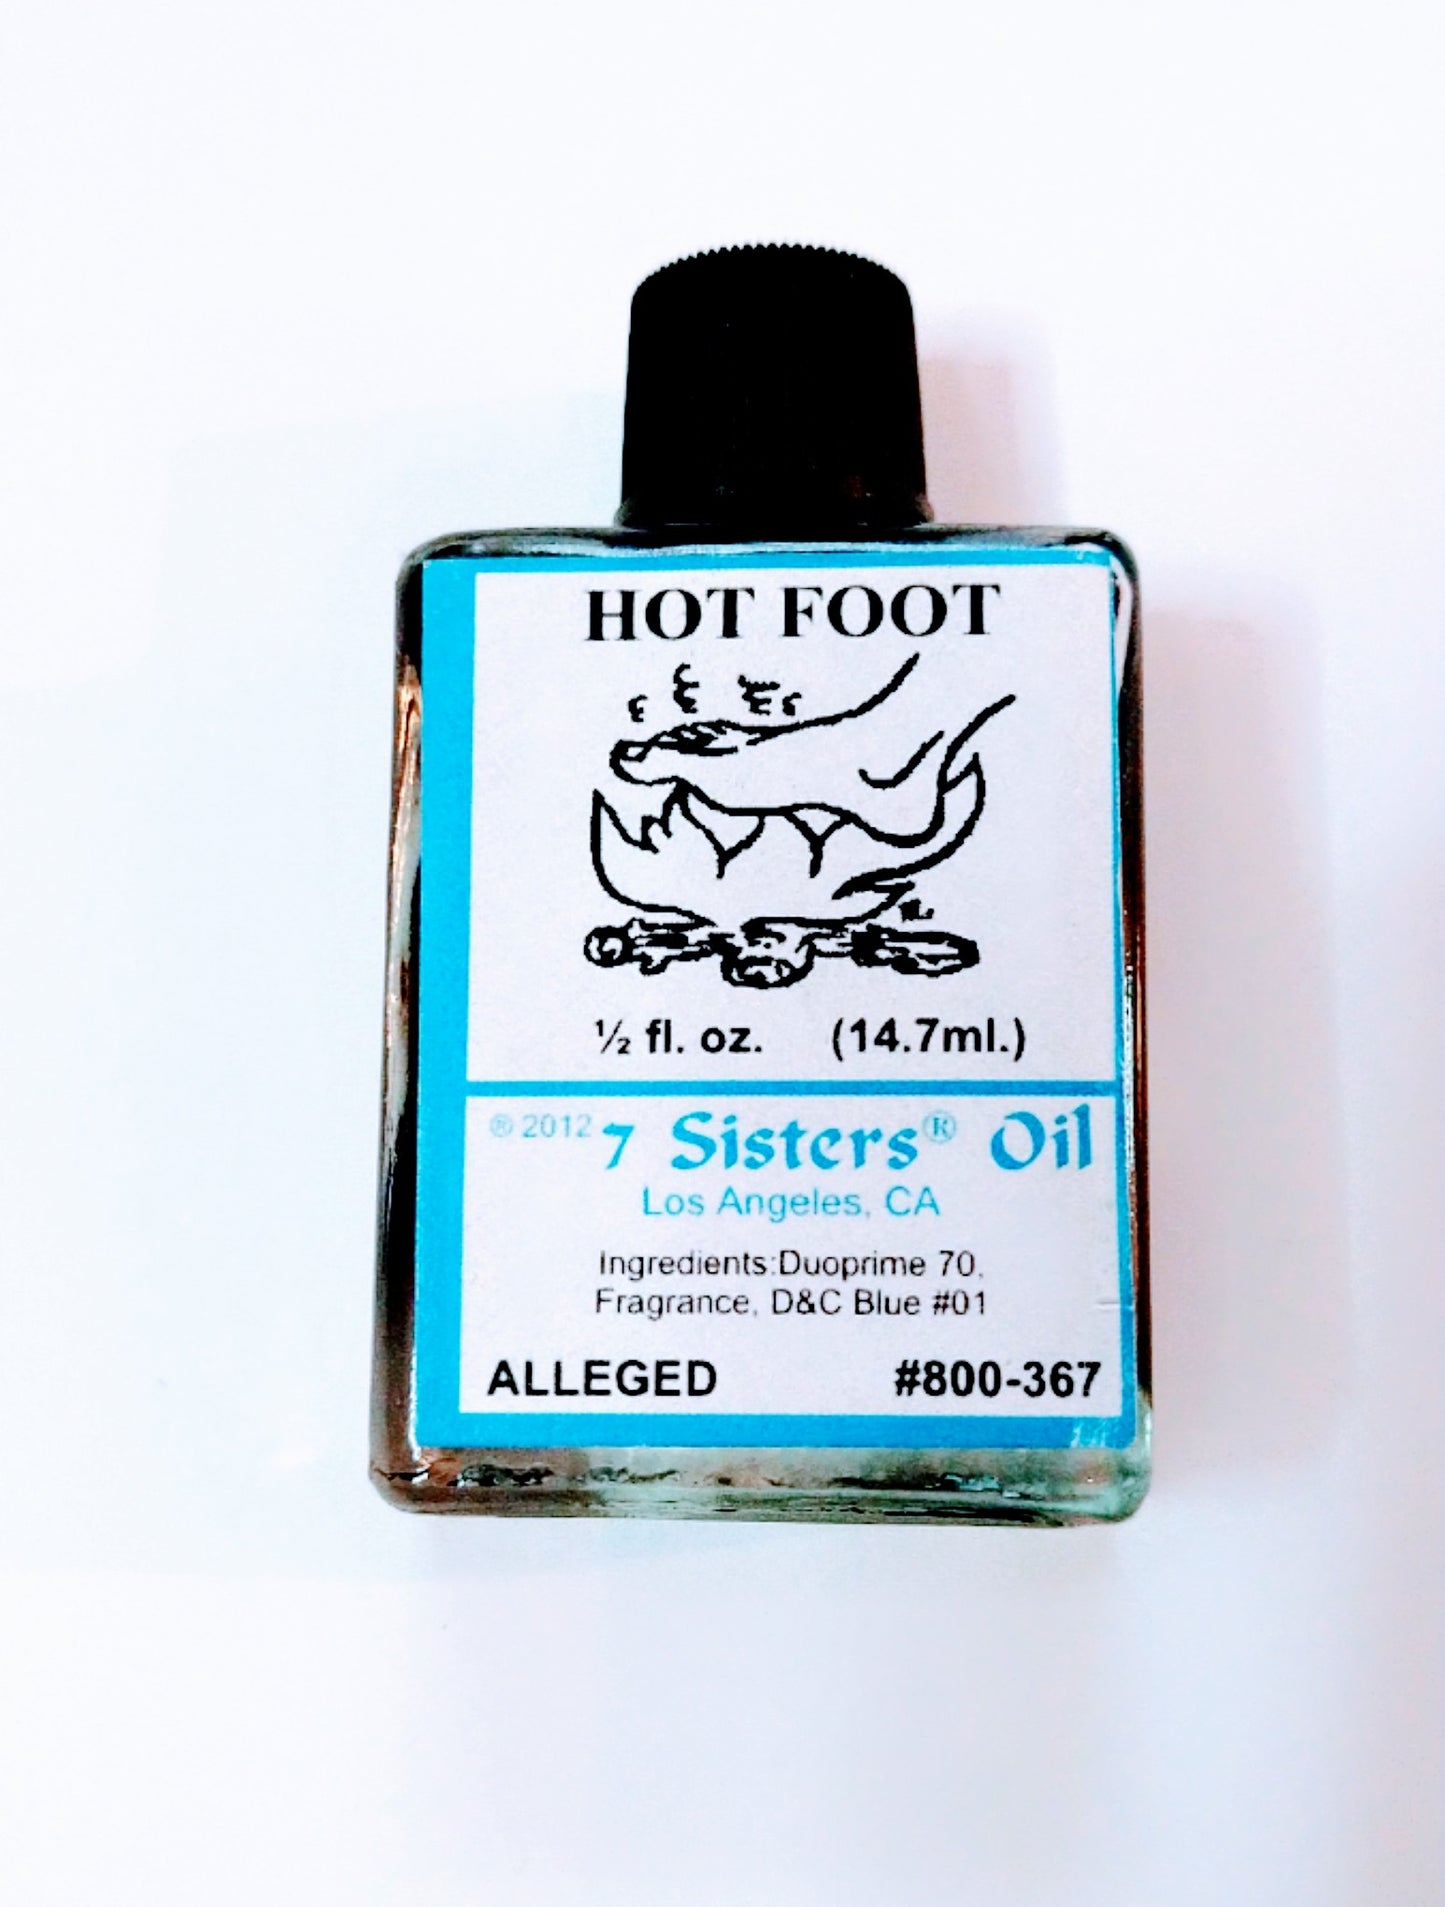 HOT FOOT
½ fl. oz. (14.7ml.)
® 2012 7 Sisters® Oil
Los Angeles, CA
Ingredients:Duoprime 70,
Fragrance, D&C Blue #01
ALLEGED #800-367